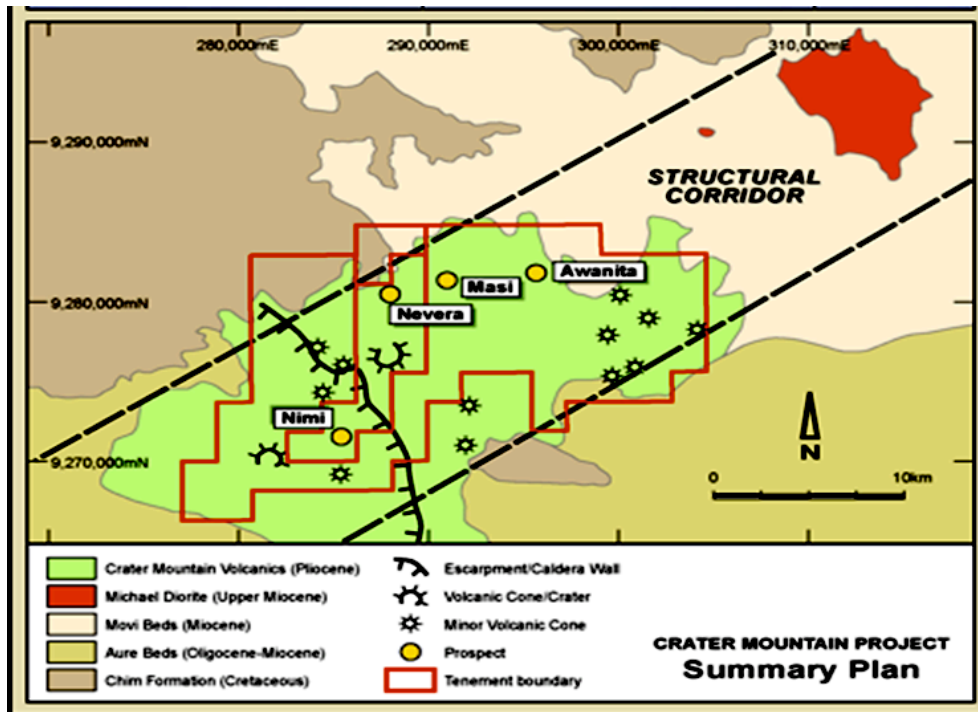 280,000mE 290,000mE 300,000mE 310,000mE
9,290,000mN
STRUCTURAL
CORRIDOR
Awanita
Masi
9,280,000mN
Nevera
Nimi
9,270,000mN
N
0 10km
Crater Mountain Volcanics (Pliocene)
Michael Diorite (Upper Miocene)
Movi Beds (Miocene)
Aure Beds (Oligocene-Miocene)
Chim Formation (Cretaceous)
Escarpment/Caldera Wall
Volcanic Cone/Crater
Minor Volcanic Cone
Prospect
Tenement boundary
CRATER MOUNTAIN PROJECT
Summary Plan